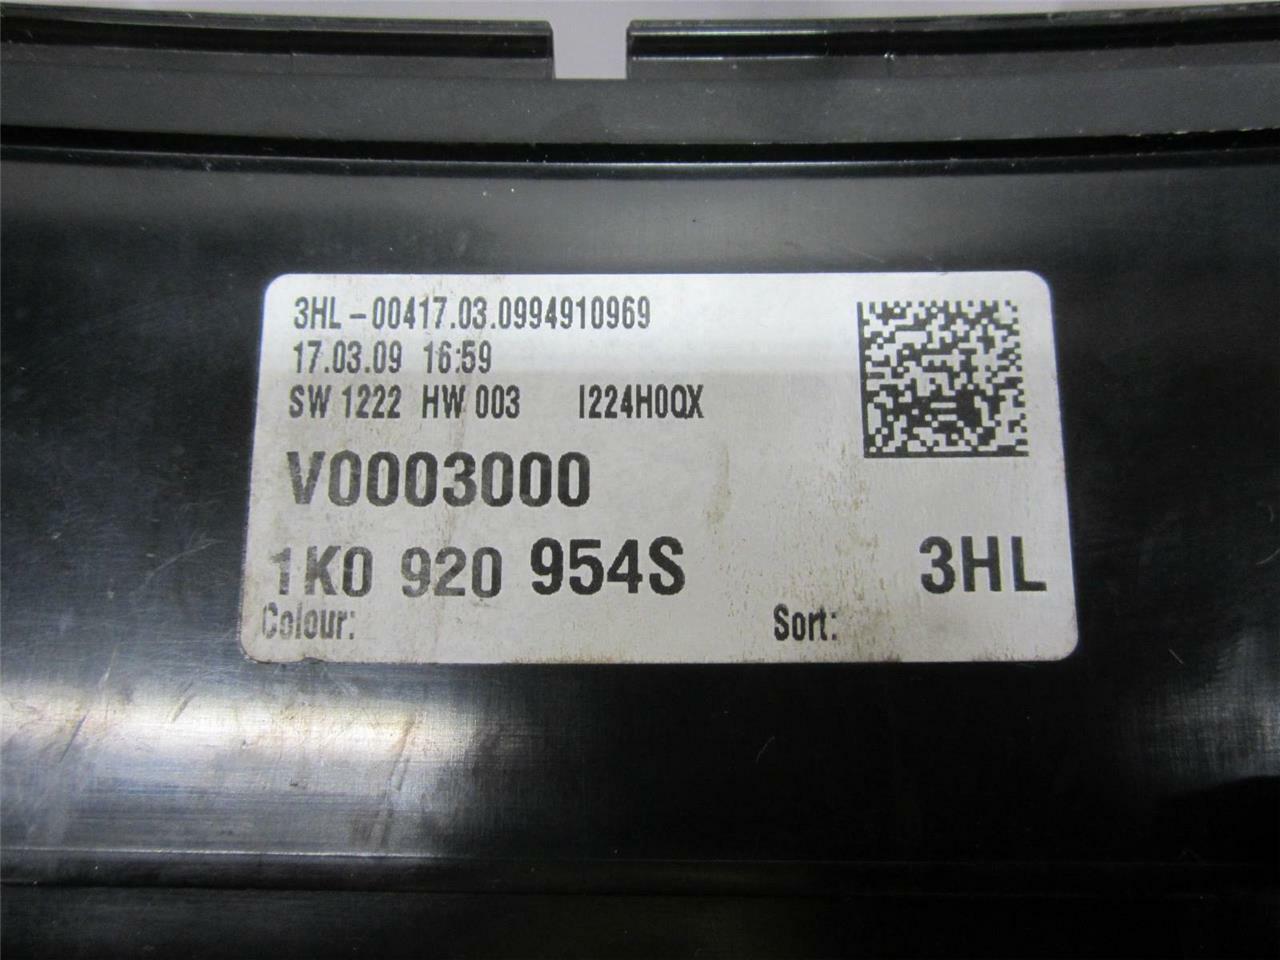 3HL-00417.03.0994910969
17.03.09 16:59
SW 1222 HW 003 I224H0QX
V0003000
1K0 920 954S 3HL
Colour: Sort: